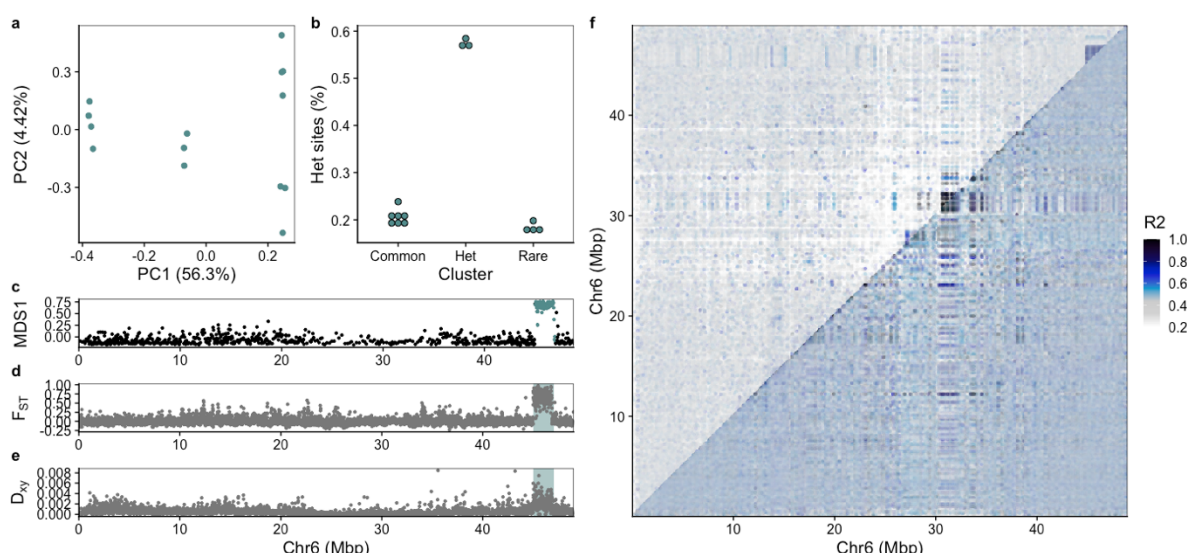 a
PC2 (4.42%)
0.3
0.0
-0.3
-0.4
-0.2
0.0
0.2
PC1 (56.3%)
b
Het sites (%)
0.6
0.5
0.4
0.3
0.2
Common
Het
Rare
Cluster
c
MDS1
0.75
0.50
0.25
0.00
0
10
20
30
40
d
FST
1.00
0.75
0.50
0.25
0.00
-0.25
0
10
20
30
40
e
Dxy
0.008
0.006
0.004
0.002
0.000
0
10
20
30
40
Chr6 (Mbp)
f
Chr6 (Mbp)
40
30
20
10
10
20
30
40
Chr6 (Mbp)
R2
1.0
0.8
0.6
0.4
0.2